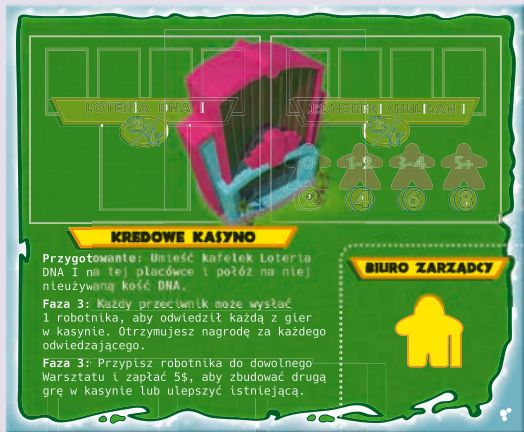 LOTERIA DNA I
JEDNORĘKI CHULIGAN I
1-2 3-4 5+
2 4 6 8
KREDOWE KASYNO
Przygotowanie: Umieść kafelek Loteria
DNA I na tej placówce i połóż na niej
nieużywaną kość DNA.
Faza 3: Każdy przeciwnik może wysłać
1 robotnika, aby odwiedził każdą z gier
w kasynie. Otrzymujesz nagrodę za każdego
odwiedzającego.
Faza 3: Przypisz robotnika do dowolnego
Warsztatu i zapłać 5$, aby zbudować drugą
grę w kasynie lub ulepszyć istniejącą.
BIURO ZARZĄDCY